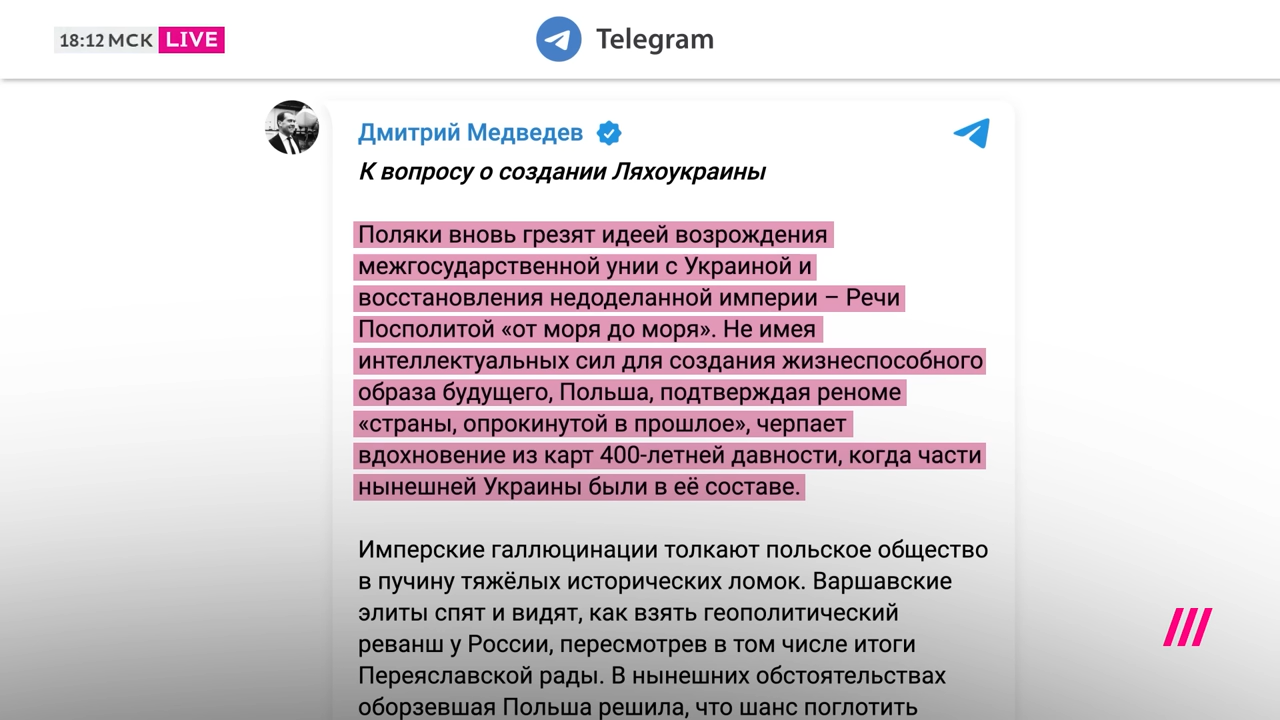 18:12 МСК LIVE
Telegram
Дмитрий Медведев
К вопросу о создании Ляхоукраины
Поляки вновь грезят идеей возрождения
межгосударственной унии с Украиной и
восстановления недоделанной империи – Речи
Посполитой «от моря до моря». Не имея
интеллектуальных сил для создания жизнеспособного
образа будущего, Польша, подтверждая реноме
«страны, опрокинутой в прошлое», черпает
вдохновение из карт 400-летней давности, когда части
нынешней Украины были в её составе.
Имперские галлюцинации толкают польское общество
в пучину тяжёлых исторических ломок. Варшавские
элиты спят и видят, как взять геополитический
реванш у России, пересмотрев в том числе итоги
Переяславской рады. В нынешних обстоятельствах
оборзевшая Польша решила, что шанс поглотить